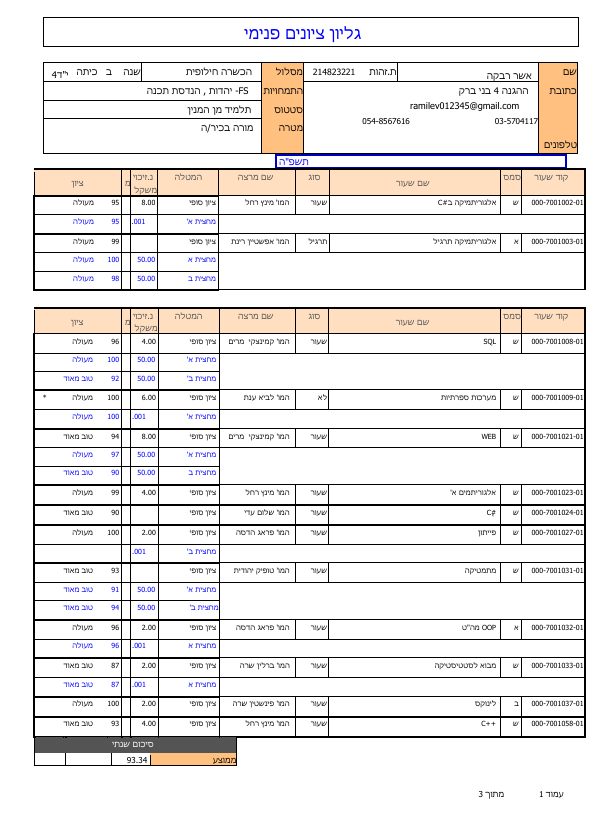 גליון ציונים פנימי
שם אשר רבקה ת.זהות 214823221 מסלול הכשרה חילופית שנה ב כיתה י"ד4
כתובת ההגנה 4 בני ברק התמחויות FS- יהדות , הנדסת תכנה
ramilev012345@gmail.com סטטוס תלמיד מן המנין
טלפונים 03-5704117 054-8567616 מטרה מורה בכיר/ה
תשפ"ה
קוד שעור סמס שם שעור סוג שם מרצה המטלה נ.זיכוי משקל מ ציון
000-7001002-01 ש אלגוריתמיקה בC# שעור המו' מינץ רחל ציון סופי 8.00 95 מעולה
מחצית א' .001 95 מעולה
000-7001003-01 א אלגוריתמיקה תרגיל תרגיל המו' אפשטיין רינת ציון סופי 99 מעולה
מחצית א 50.00 100 מעולה
מחצית ב 50.00 98 מעולה
קוד שעור סמס שם שעור סוג שם מרצה המטלה נ.זיכוי משקל מ ציון
000-7001008-01 ש SQL שעור המו' קמינצקי מרים ציון סופי 4.00 96 מעולה
מחצית א' 50.00 100 מעולה
מחצית ב' 50.00 92 טוב מאוד
000-7001009-01 ש מערכות ספרתיות לא המו' לביא ענת ציון סופי 6.00 100 מעולה *
מחצית א' .001 100 מעולה
000-7001021-01 ש WEB שעור המו' קמינצקי מרים ציון סופי 8.00 94 טוב מאוד
מחצית א' 50.00 97 מעולה
מחצית ב 50.00 90 טוב מאוד
000-7001023-01 ש אלגוריתמים א' שעור המו' מינץ רחל ציון סופי 4.00 99 מעולה
000-7001024-01 ש C# שעור המו' שלום עדי ציון סופי 90 טוב מאוד
000-7001027-01 ש פייתון שעור המו' פראג הדסה ציון סופי 2.00 100 מעולה
מחצית ב' .001
000-7001031-01 ש מתמטיקה שעור המו' טופיק יהודית ציון סופי 93 טוב מאוד
מחצית א' 50.00 91 טוב מאוד
מחצית ב' 50.00 94 טוב מאוד
000-7001032-01 א OOP מה"ט שעור המו' פראג הדסה ציון סופי 2.00 96 מעולה
מחצית א .001 96 מעולה
000-7001033-01 ש מבוא לסטטיסטיקה שעור המו' ברלין שרה ציון סופי 2.00 87 טוב מאוד
מחצית א .001 87 טוב מאוד
000-7001037-01 ב לינוקס שעור המו' פינשטין שרה ציון סופי 2.00 100 מעולה
000-7001058-01 ש C++ שעור המו' מינץ רחל ציון סופי 4.00 93 טוב מאוד
סיכום שנתי
ממוצע 93.34
עמוד 1 מתוך 3